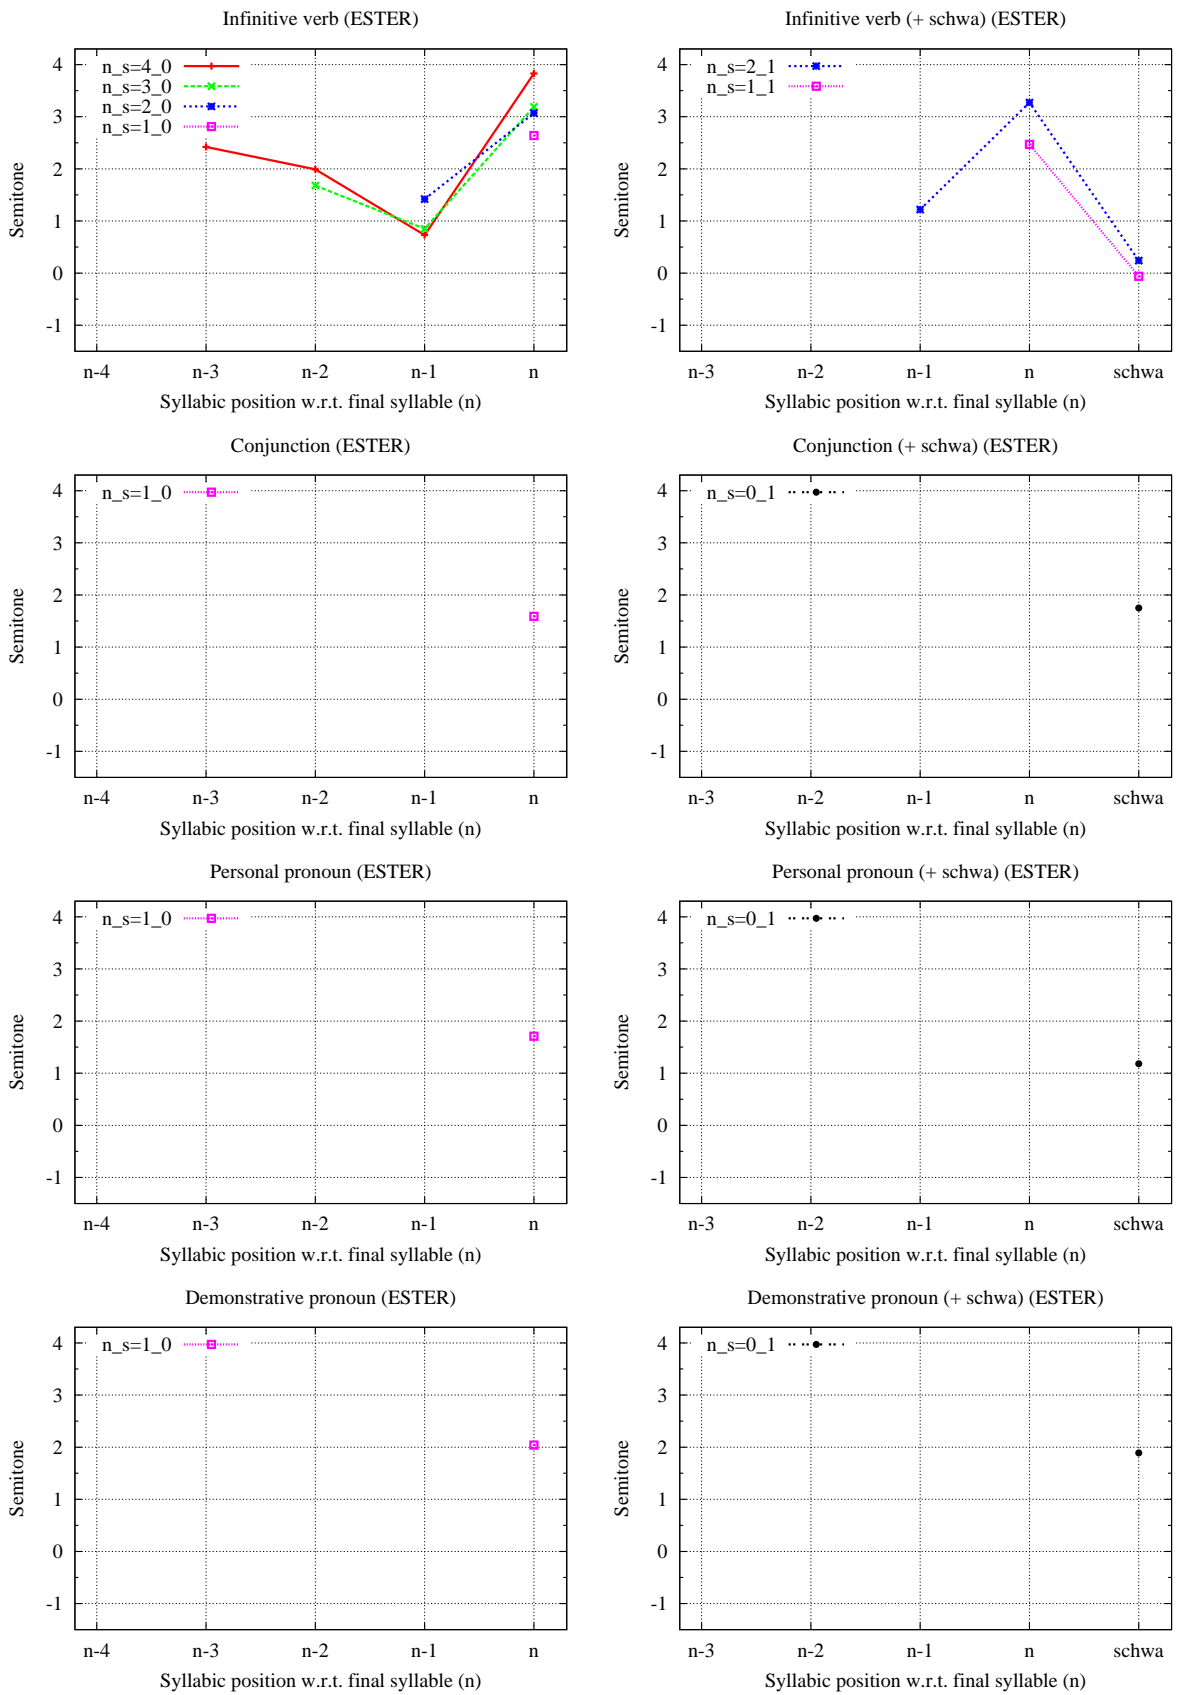 Infinitive verb (ESTER)
n_s=4_0
n_s=3_0
n_s=2_0
n_s=1_0
4
3
2
1
0
-1
Semitone
n-4 n-3 n-2 n-1 n
Syllabic position w.r.t. final syllable (n)
Infinitive verb (+ schwa) (ESTER)
n_s=2_1
n_s=1_1
4
3
2
1
0
-1
Semitone
n-3 n-2 n-1 n schwa
Syllabic position w.r.t. final syllable (n)
Conjunction (ESTER)
n_s=1_0
4
3
2
1
0
-1
Semitone
n-4 n-3 n-2 n-1 n
Syllabic position w.r.t. final syllable (n)
Conjunction (+ schwa) (ESTER)
n_s=0_1
4
3
2
1
0
-1
Semitone
n-3 n-2 n-1 n schwa
Syllabic position w.r.t. final syllable (n)
Personal pronoun (ESTER)
n_s=1_0
4
3
2
1
0
-1
Semitone
n-4 n-3 n-2 n-1 n
Syllabic position w.r.t. final syllable (n)
Personal pronoun (+ schwa) (ESTER)
n_s=0_1
4
3
2
1
0
-1
Semitone
n-3 n-2 n-1 n schwa
Syllabic position w.r.t. final syllable (n)
Demonstrative pronoun (ESTER)
n_s=1_0
4
3
2
1
0
-1
Semitone
n-4 n-3 n-2 n-1 n
Syllabic position w.r.t. final syllable (n)
Demonstrative pronoun (+ schwa) (ESTER)
n_s=0_1
4
3
2
1
0
-1
Semitone
n-3 n-2 n-1 n schwa
Syllabic position w.r.t. final syllable (n)